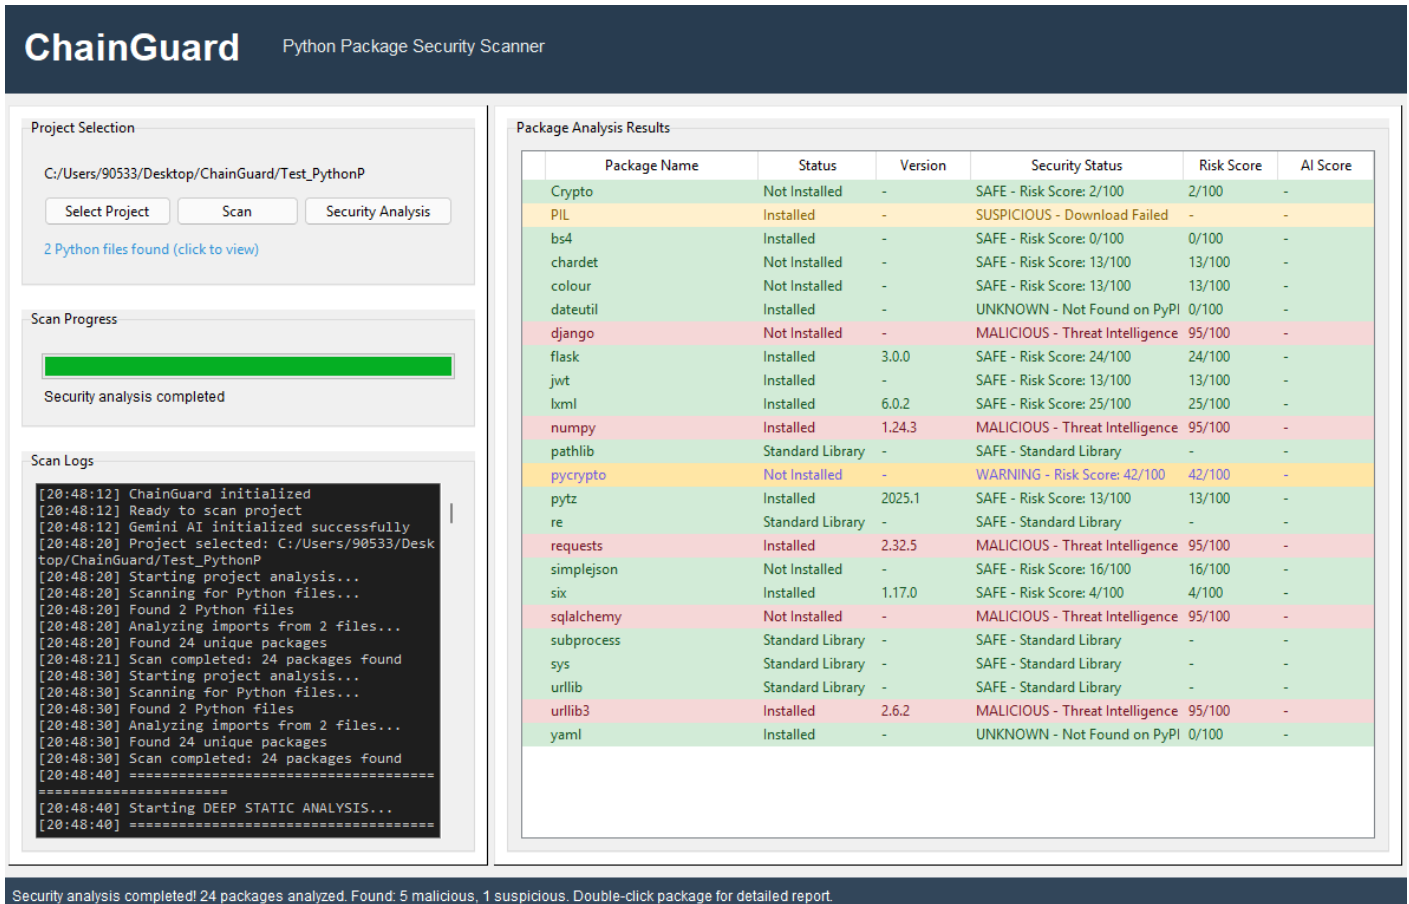 ChainGuard Python Package Security Scanner
Project Selection
C:/Users/90533/Desktop/ChainGuard/Test_PythonP
Select Project Scan Security Analysis
2 Python files found (click to view)
Scan Progress
Security analysis completed
Scan Logs
[20:48:12] ChainGuard initialized
[20:48:12] Ready to scan project
[20:48:12] Gemini AI initialized successfully
[20:48:20] Project selected: C:/Users/90533/Desk
top/ChainGuard/Test_PythonP
[20:48:20] Starting project analysis...
[20:48:20] Scanning for Python files...
[20:48:20] Found 2 Python files
[20:48:20] Analyzing imports from 2 files...
[20:48:20] Found 24 unique packages
[20:48:21] Scan completed: 24 packages found
[20:48:30] Starting project analysis...
[20:48:30] Scanning for Python files...
[20:48:30] Found 2 Python files
[20:48:30] Analyzing imports from 2 files...
[20:48:30] Found 24 unique packages
[20:48:30] Scan completed: 24 packages found
[20:48:40] =====================================
=======================
[20:48:40] Starting DEEP STATIC ANALYSIS...
[20:48:40] =====================================
Package Analysis Results
Package Name Status Version Security Status Risk Score AI Score
Crypto Not Installed - SAFE - Risk Score: 2/100 2/100 -
PIL Installed - SUSPICIOUS - Download Failed - -
bs4 Installed - SAFE - Risk Score: 0/100 0/100 -
chardet Not Installed - SAFE - Risk Score: 13/100 13/100 -
colour Not Installed - SAFE - Risk Score: 13/100 13/100 -
dateutil Installed - UNKNOWN - Not Found on PyPI 0/100 -
django Not Installed - MALICIOUS - Threat Intelligence 95/100 -
flask Installed 3.0.0 SAFE - Risk Score: 24/100 24/100 -
jwt Installed - SAFE - Risk Score: 13/100 13/100 -
lxml Installed 6.0.2 SAFE - Risk Score: 25/100 25/100 -
numpy Installed 1.24.3 MALICIOUS - Threat Intelligence 95/100 -
pathlib Standard Library - SAFE - Standard Library - -
pycrypto Not Installed - WARNING - Risk Score: 42/100 42/100 -
pytz Installed 2025.1 SAFE - Risk Score: 13/100 13/100 -
re Standard Library - SAFE - Standard Library - -
requests Installed 2.32.5 MALICIOUS - Threat Intelligence 95/100 -
simplejson Not Installed - SAFE - Risk Score: 16/100 16/100 -
six Installed 1.17.0 SAFE - Risk Score: 4/100 4/100 -
sqlalchemy Not Installed - MALICIOUS - Threat Intelligence 95/100 -
subprocess Standard Library - SAFE - Standard Library - -
sys Standard Library - SAFE - Standard Library - -
urllib Standard Library - SAFE - Standard Library - -
urllib3 Installed 2.6.2 MALICIOUS - Threat Intelligence 95/100 -
yaml Installed - UNKNOWN - Not Found on PyPI 0/100 -
Security analysis completed! 24 packages analyzed. Found: 5 malicious, 1 suspicious. Double-click package for detailed report.